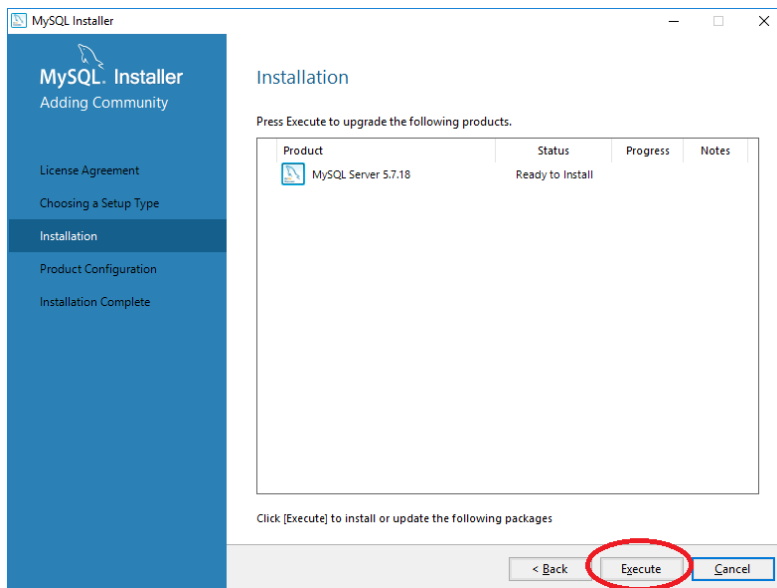 MySQL Installer
MySQL. Installer
Adding Community
License Agreement
Choosing a Setup Type
Installation
Product Configuration
Installation Complete
Installation
Press Execute to upgrade the following products.
Product Status Progress Notes
MySQL Server 5.7.18 Ready to Install
Click [Execute] to install or update the following packages
< Back Execute Cancel